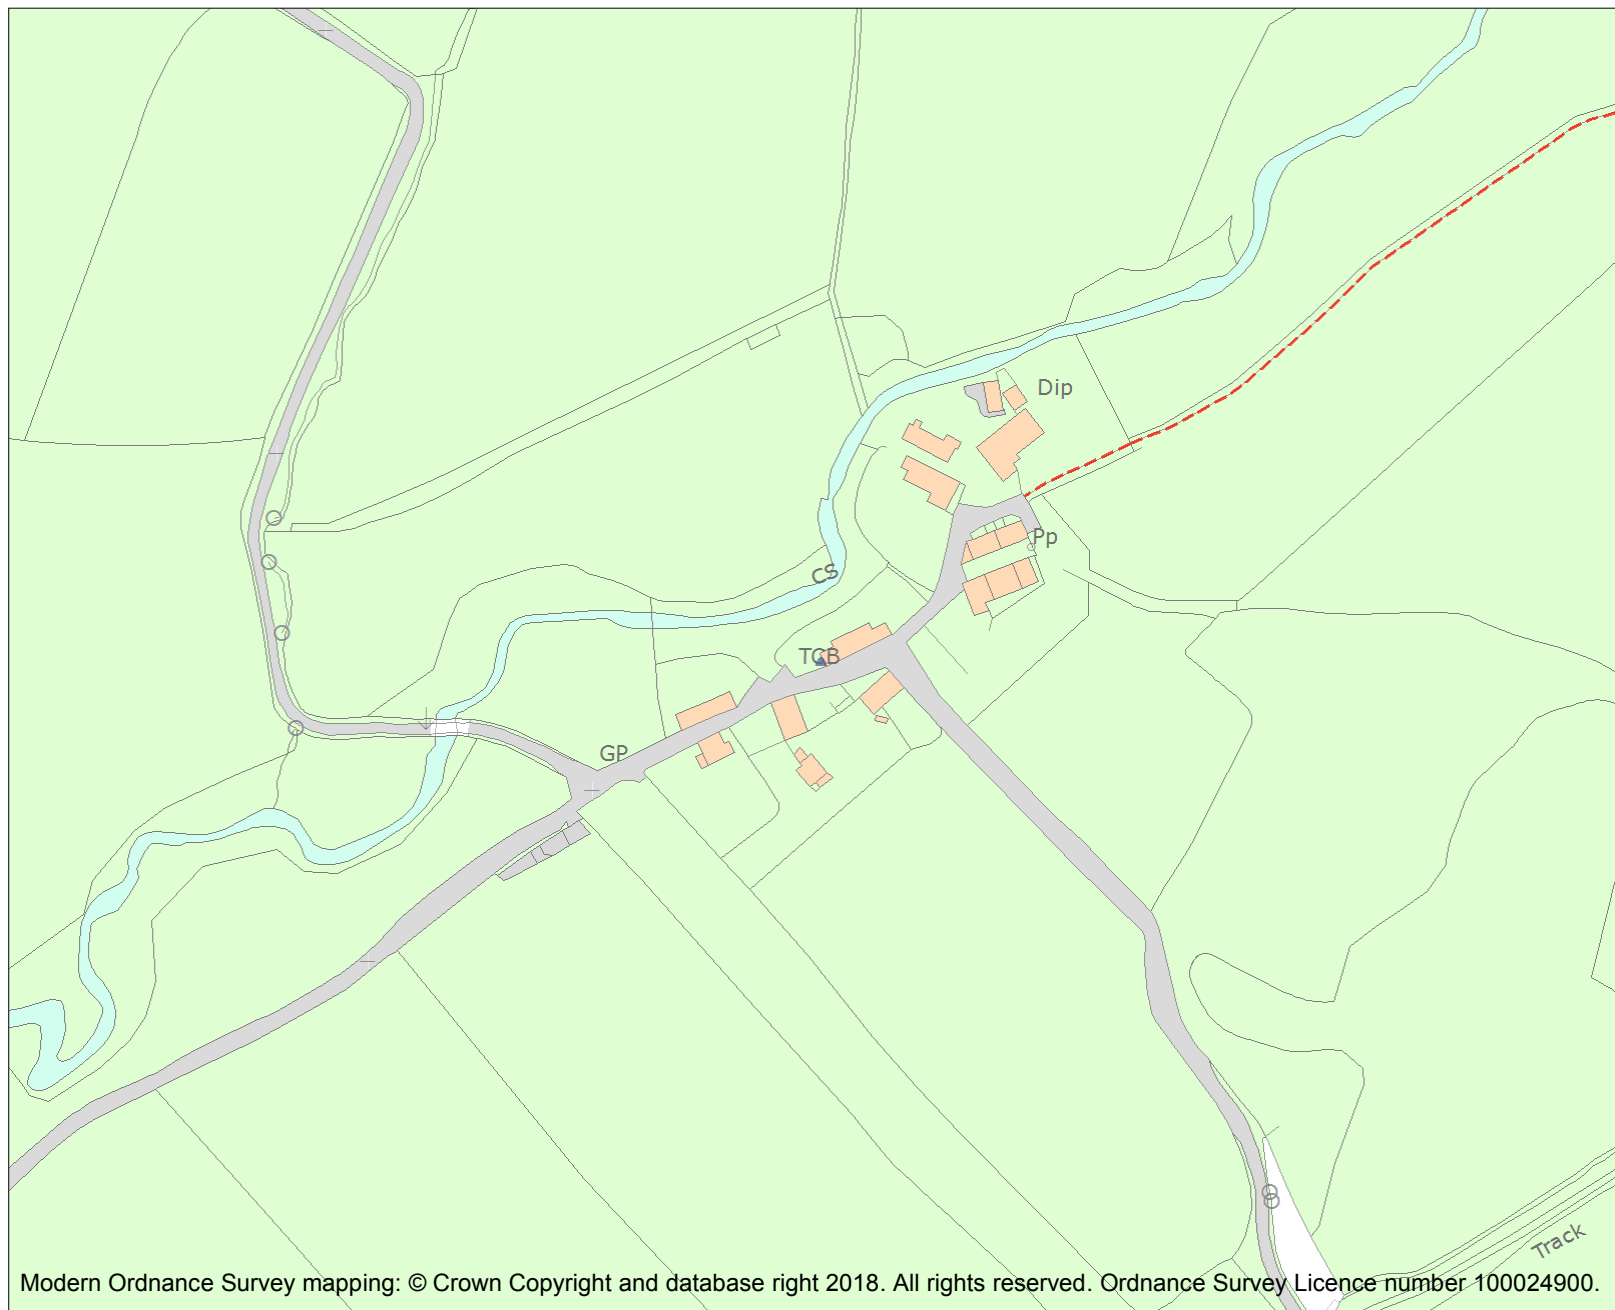 Dip
Pp
CS
TCB
GP
Track
Modern Ordnance Survey mapping: © Crown Copyright and database right 2018. All rights reserved. Ordnance Survey Licence number 100024900.